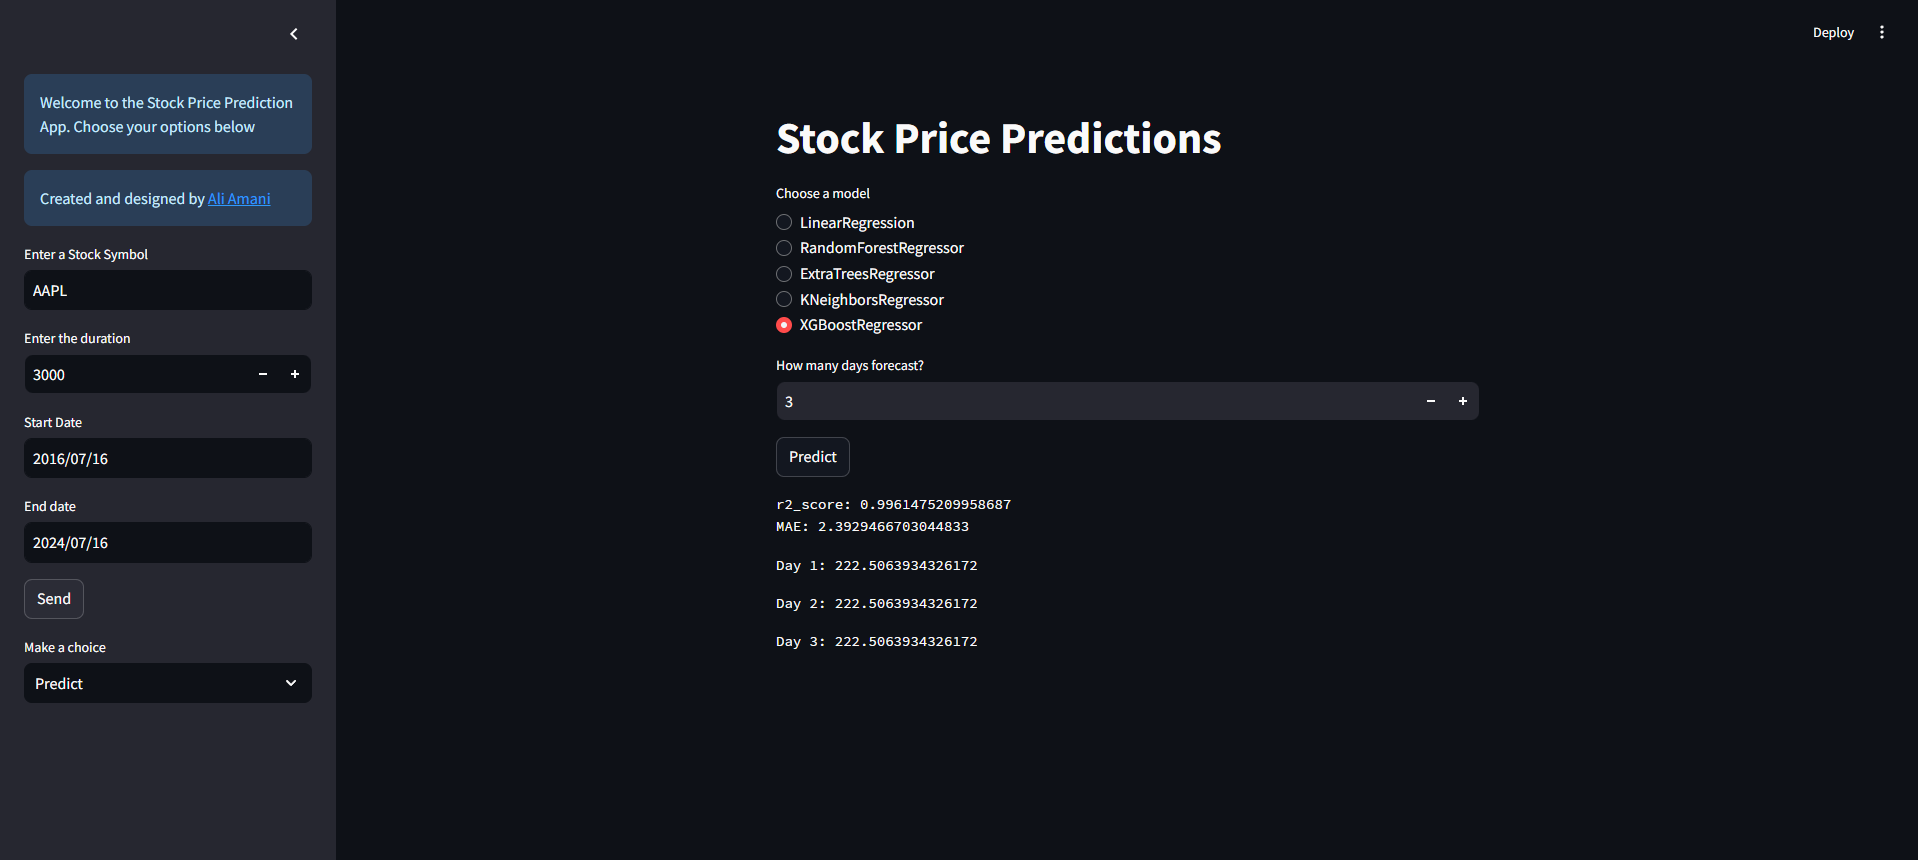 Welcome to the Stock Price Prediction
App. Choose your options below
Created and designed by Ali Amani
Enter a Stock Symbol
AAPL
Enter the duration
3000
Start Date
2016/07/16
End date
2024/07/16
Send
Make a choice
Predict
Deploy
Stock Price Predictions
Choose a model
LinearRegression
RandomForestRegressor
ExtraTreesRegressor
KNeighborsRegressor
XGBoostRegressor
How many days forecast?
3
Predict
r2_score: 0.9961475209958687
MAE: 2.3929466703044833
Day 1: 222.5063934326172
Day 2: 222.5063934326172
Day 3: 222.5063934326172